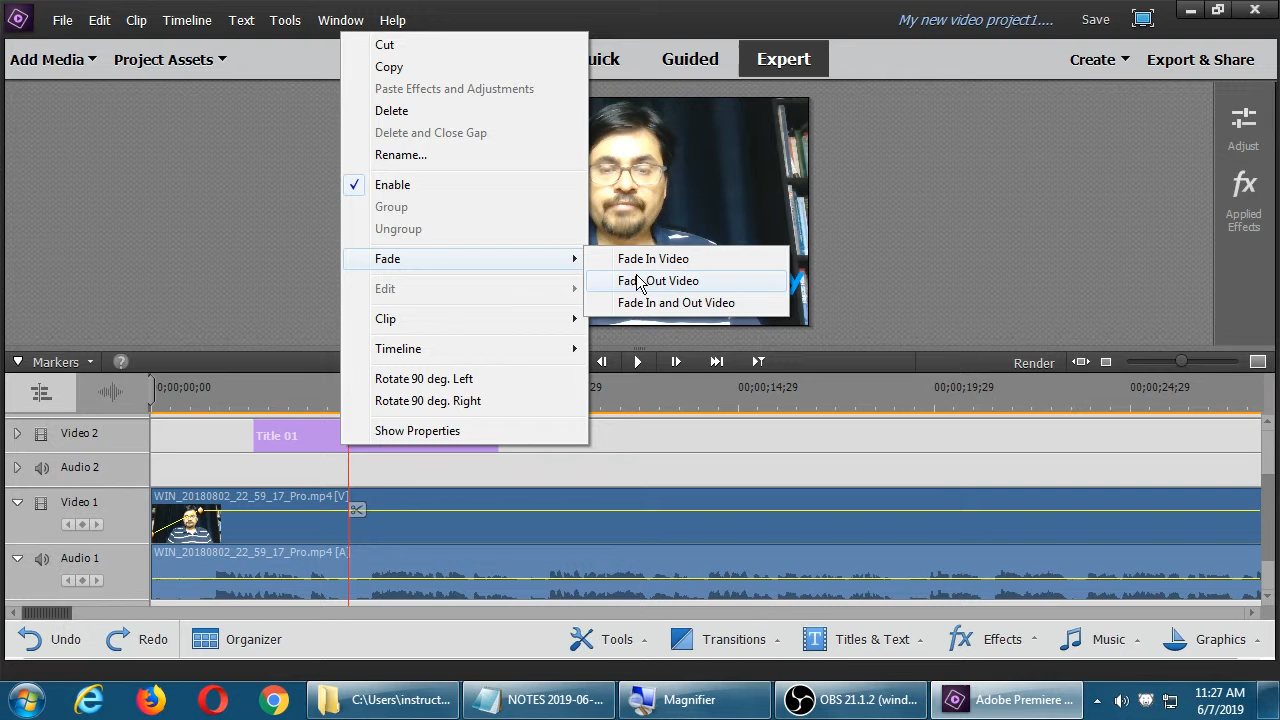 File Edit Clip Timeline Text Tools Window Help
My new video project1.... Save
Add Media Project Assets
uick Guided Expert
Create Export & Share
Cut
Copy
Paste Effects and Adjustments
Delete
Delete and Close Gap
Rename...
Enable
Group
Ungroup
Fade
Edit
Clip
Timeline
Rotate 90 deg. Left
Rotate 90 deg. Right
Show Properties
Fade In Video
Fade Out Video
Fade In and Out Video
Adjust
fx
Applied
Effects
Markers ?
Render
0;00;00;00 ;29 00;00;14;29 00;00;19;29 00;00;24;29
Video 2
Title 01
Audio 2
Video 1
WIN_20180802_22_59_17_Pro.mp4 [V]
Audio 1
WIN_20180802_22_59_17_Pro.mp4 [A]
Undo Redo Organizer Tools Transitions T Titles & Text fx Effects Music Graphics
C:\Users\instruct... NOTES 2019-06-... Magnifier OBS 21.1.2 (wind... Adobe Premiere ...
11:27 AM
6/7/2019